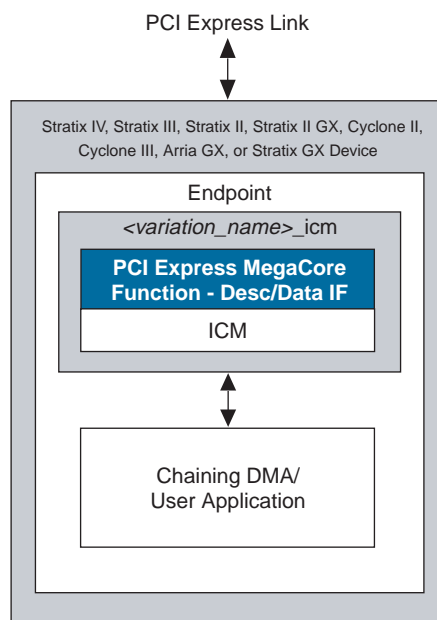 PCI Express Link
Stratix IV, Stratix III, Stratix II, Stratix II GX, Cyclone II,
Cyclone III, Arria GX, or Stratix GX Device
Endpoint
<variation_name>_icm
PCI Express MegaCore
Function - Desc/Data IF
ICM
Chaining DMA/
User Application